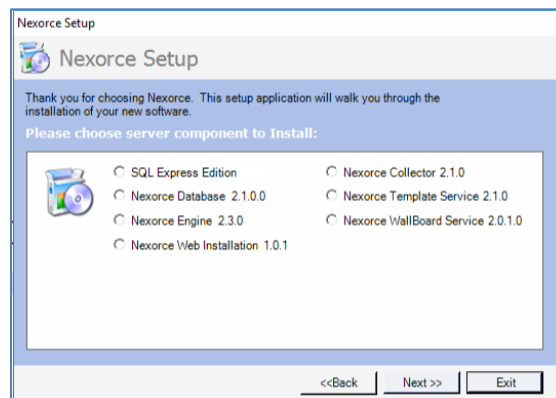 Nexorce Setup
Nexorce Setup
Thank you for choosing Nexorce. This setup application will walk you through the
installation of your new software.
Please choose server component to Install:
SQL Express Edition
Nexorce Database 2.1.0.0
Nexorce Engine 2.3.0
Nexorce Web Installation 1.0.1
Nexorce Collector 2.1.0
Nexorce Template Service 2.1.0
Nexorce WallBoard Service 2.0.1.0
<<Back
Next >>
Exit